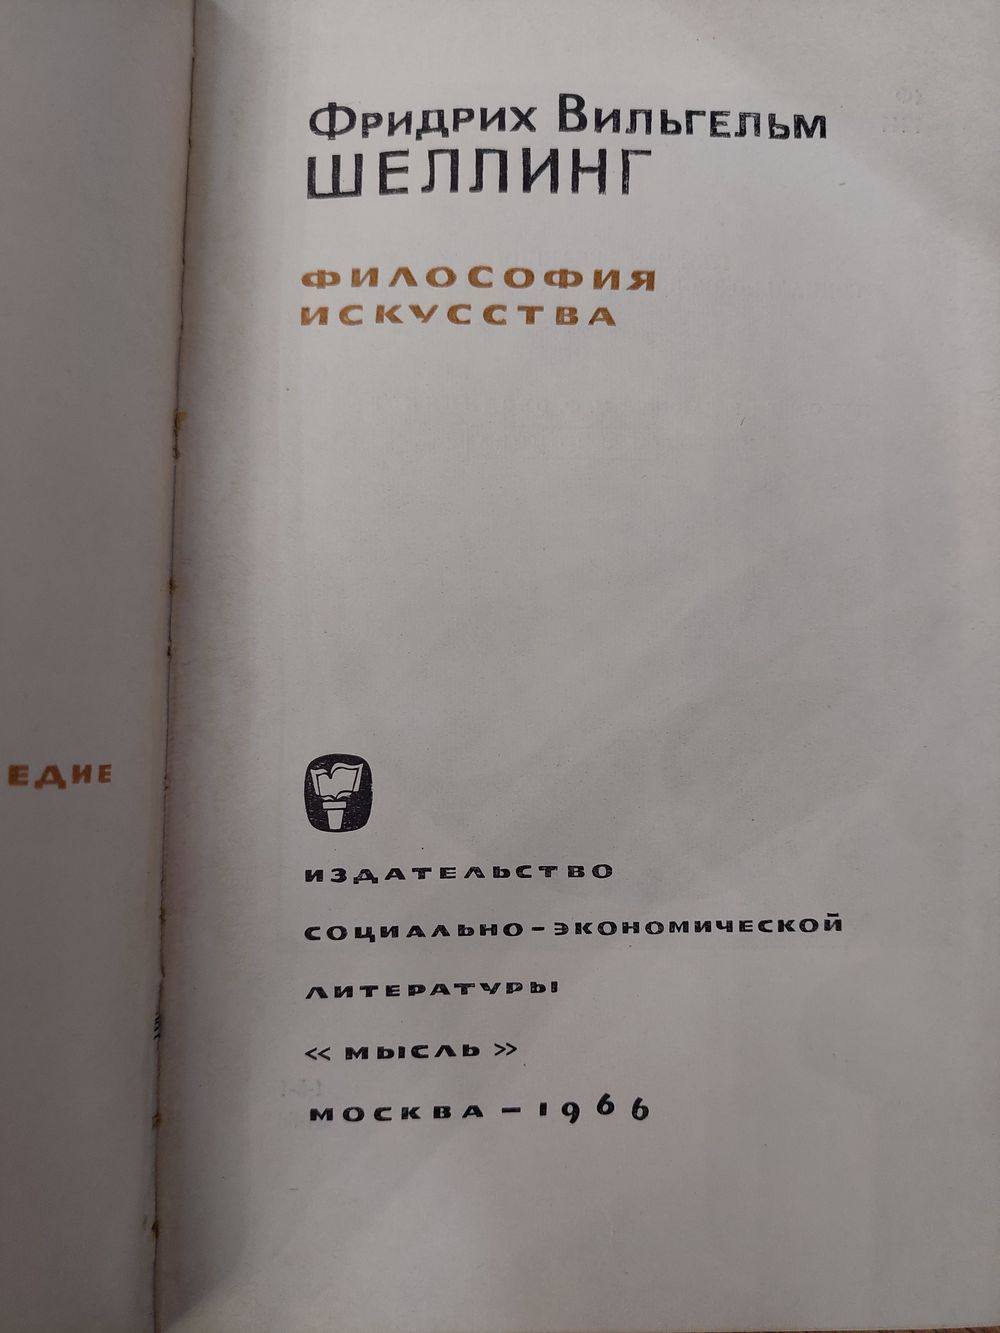 Фридрих Вильгельм
ШЕЛЛИНГ
ФИЛОСОФИЯ
ИСКУССТВА
ЕДИЕ
ИЗДАТЕЛЬСТВО
СОЦИАЛЬНО-ЭКОНОМИЧЕСКОЙ
ЛИТЕРАТУРЫ
«МЫСЛЬ»
МОСКВА-1966